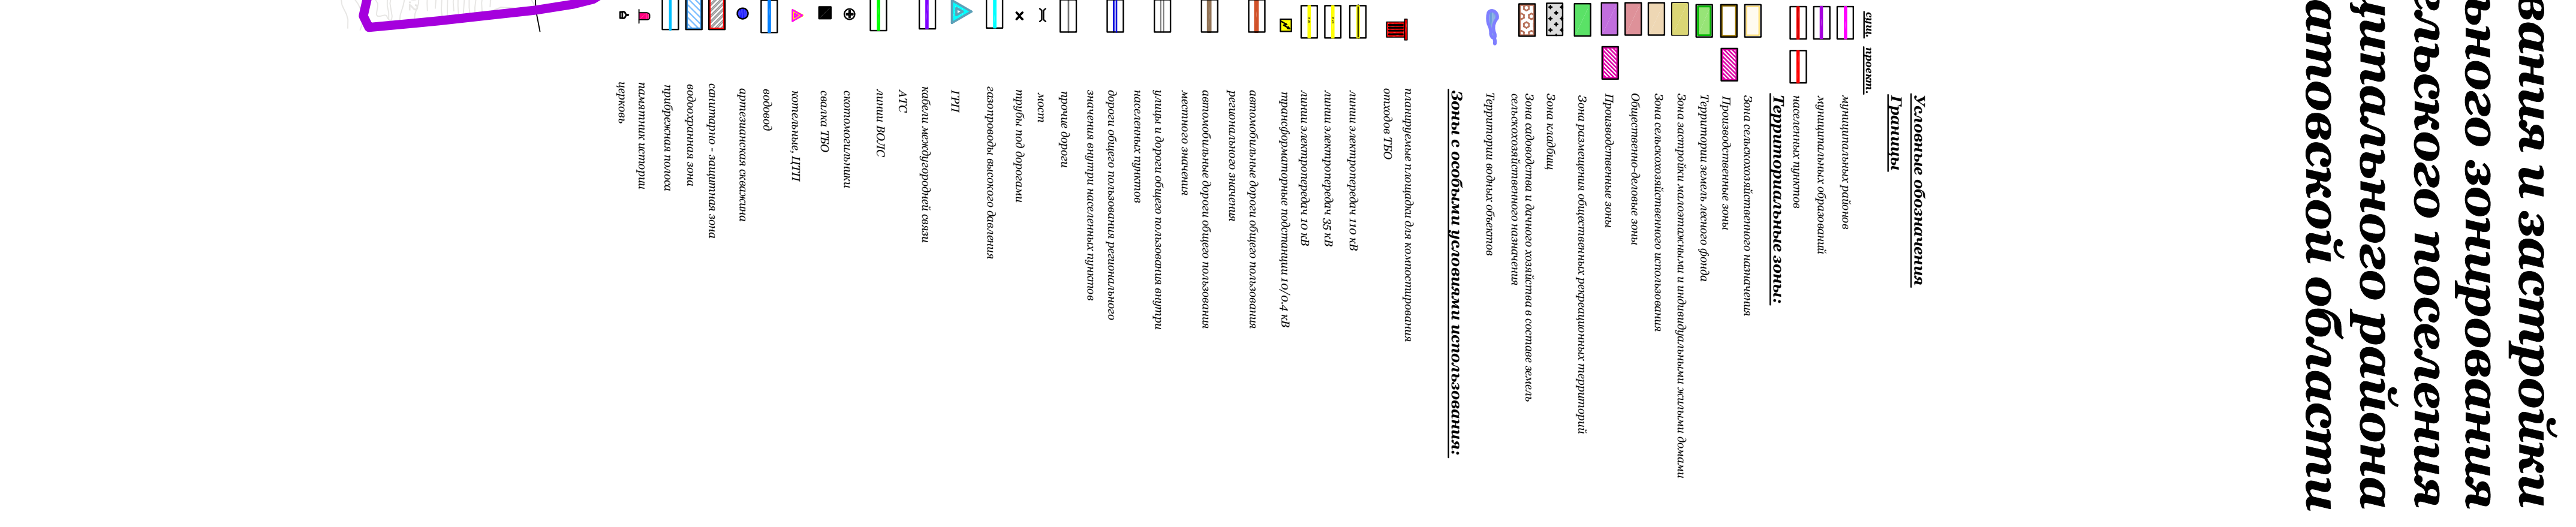 вания и застройки
ьного зонирования
ельского поселения
ципального района
атовской области
Условные обозначения
Границы
сущ. проект.
муниципальных районов
муниципальных образований
населенных пунктов
Территориальные зоны:
Зона сельскохозяйственного назначения
Производственные зоны
Территории земель лесного фонда
Зона застройки малоэтажными и индивидуальными жилыми домами
Зона сельскохозяйственного использования
Общественно-деловые зоны
Производственные зоны
Зона размещения общественных рекреационных территорий
Зона кладбищ
Зона садоводства и дачного хозяйства в составе земель
сельскохозяйственного назначения
Территории водных объектов
Зоны с особыми условиями использования:
планируемые площадки для компостирования
отходов ТБО
линии электропередач 110 кВ
линии электропередач 35 кВ
линии электропередач 10 кВ
трансформаторные подстанции 10/0.4 кВ
автомобильные дороги общего пользования
регионального значения
автомобильные дороги общего пользования
местного значения
улицы и дороги общего пользования внутри
населенных пунктов
дороги общего пользования регионального
значения внутри населенных пунктов
прочие дороги
мост
трубы под дорогами
газопроводы высокого давления
ГРП
кабели междугородней связи
АТС
линии ВОЛС
скотомогильники
свалка ТБО
котельные, ЦТП
водовод
артезианская скважина
санитарно - защитная зона
водоохранная зона
прибрежная полоса
памятник истории
церковь